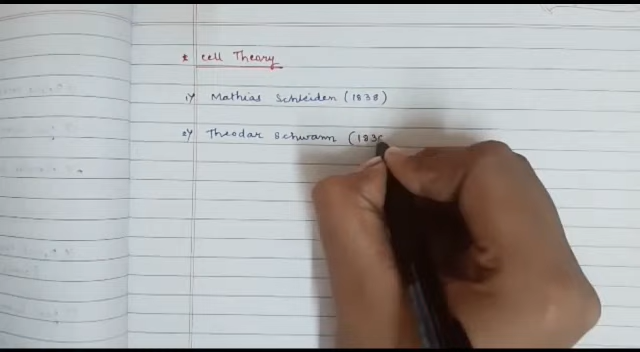 * Cell Theory
1) Mathias Schleiden (1838)
2) Theodar Schwann (183